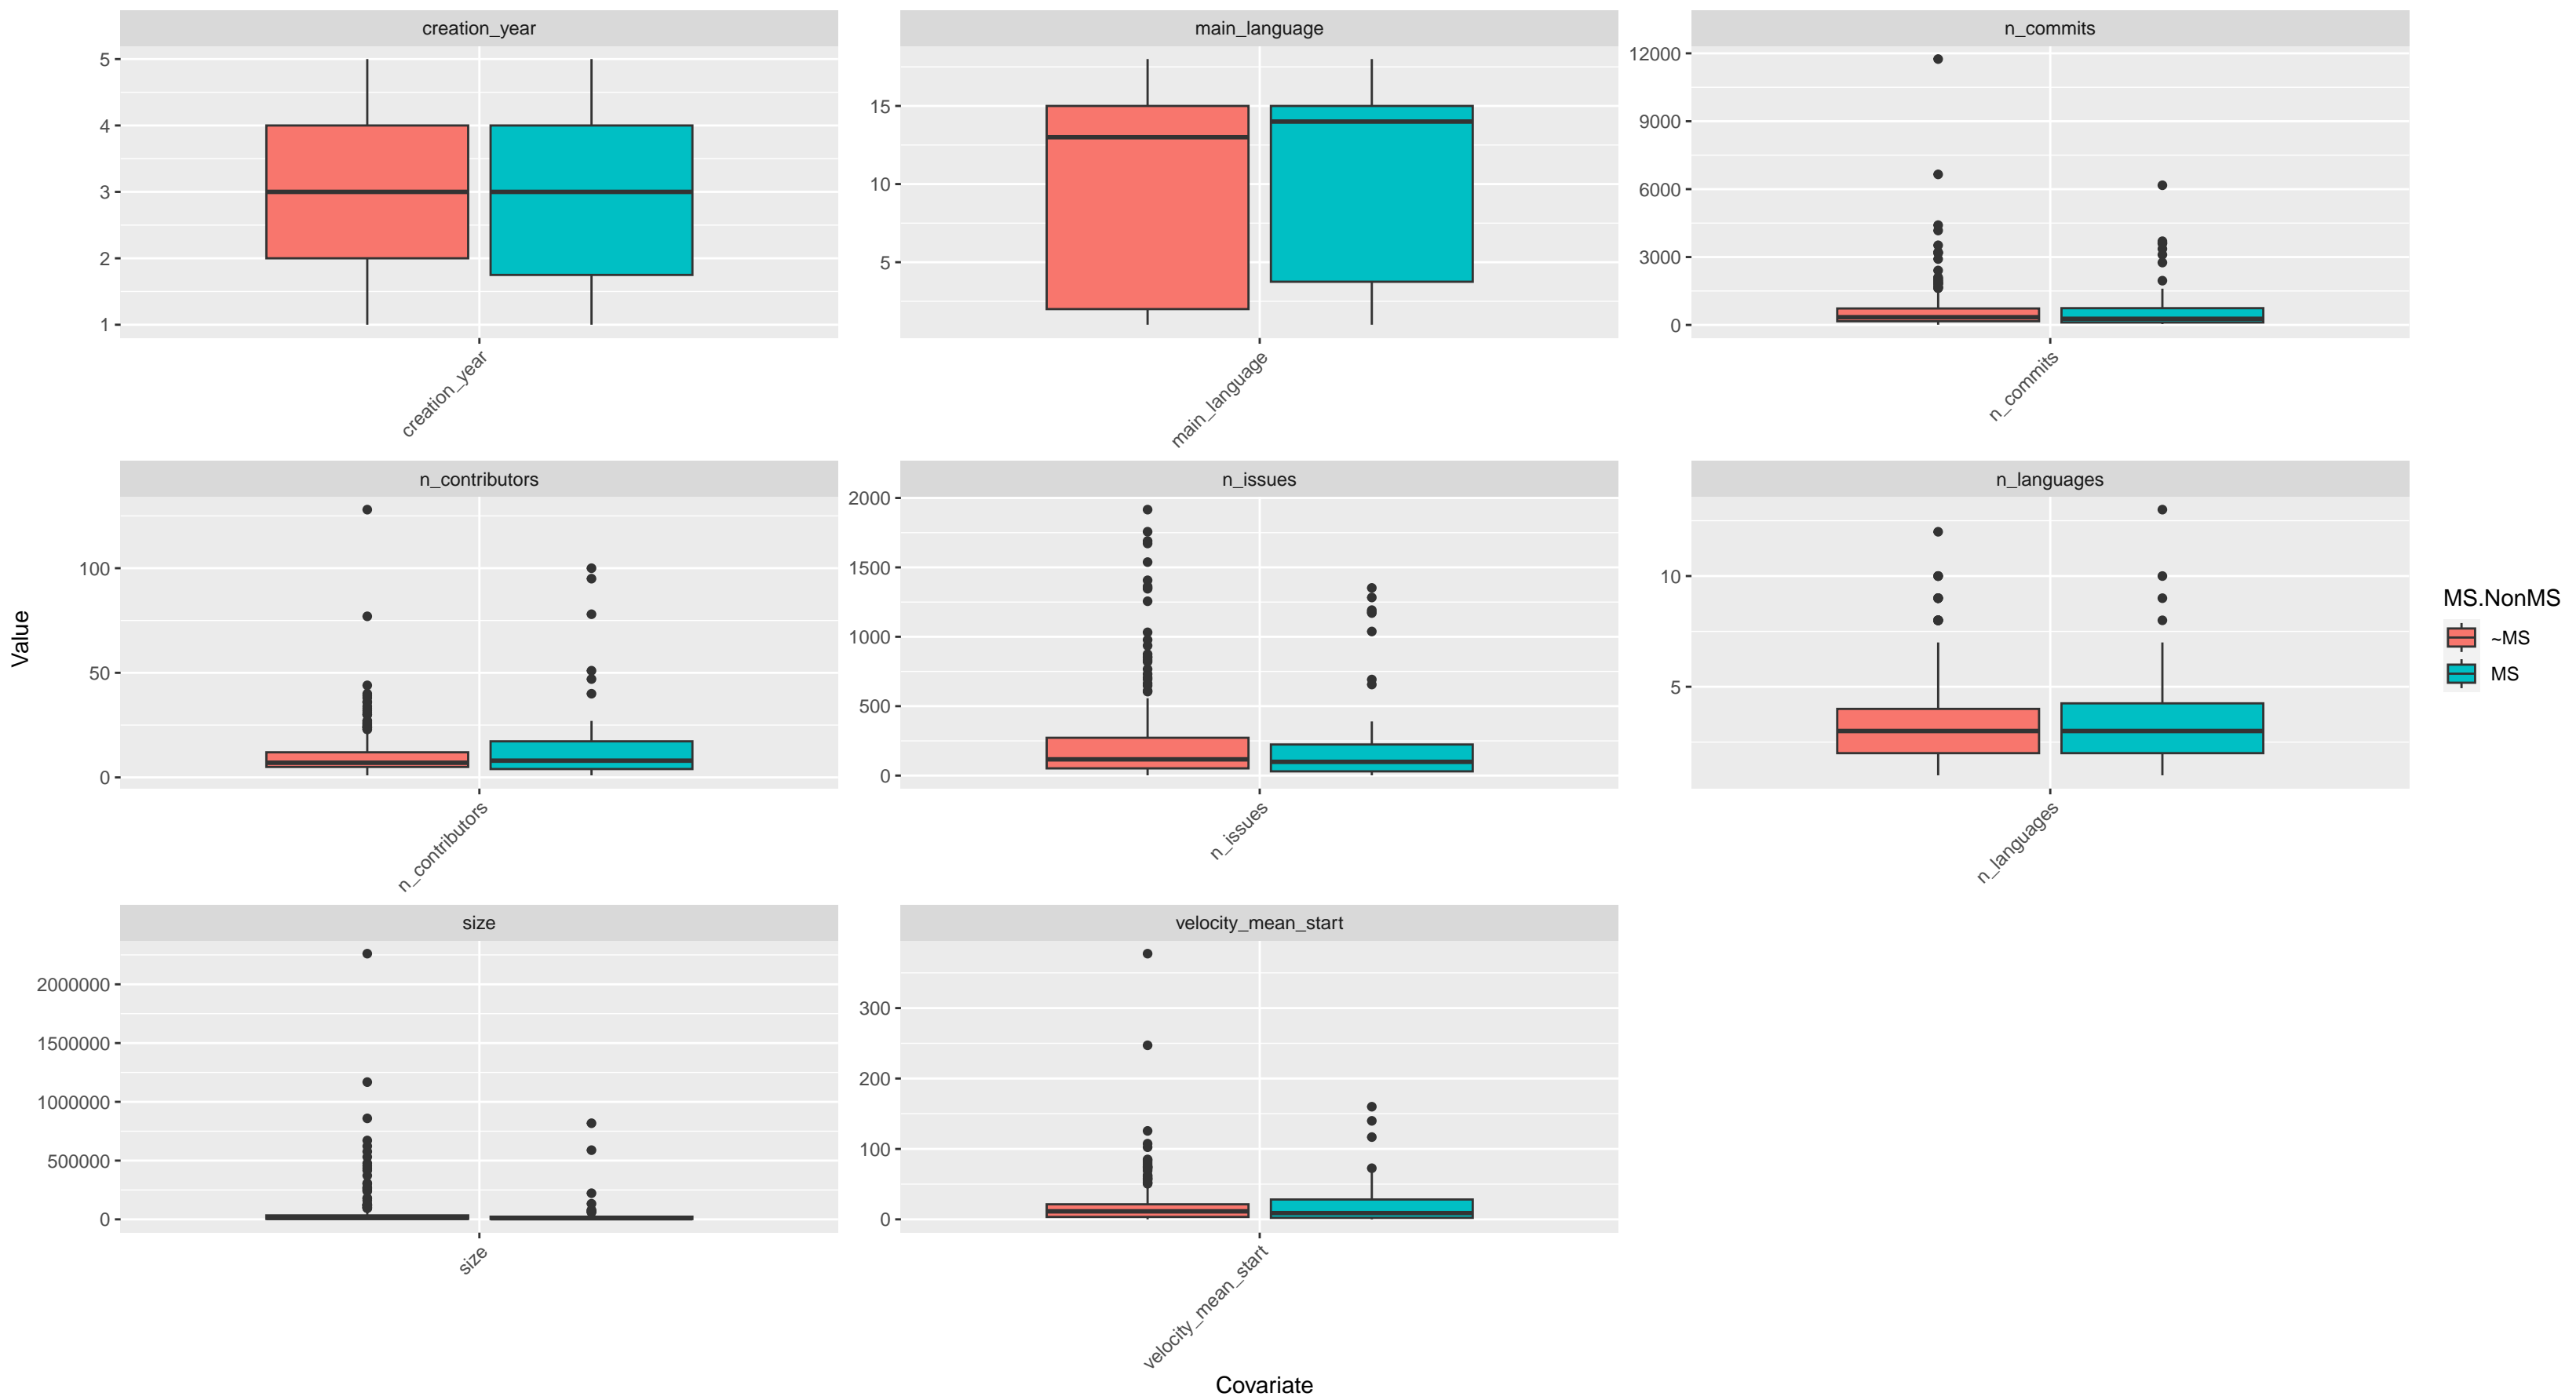 creation_year
main_language
n_commits
5
4
3
2
1
15
10
5
12000
9000
6000
3000
0
creation_year
main_language
n_commits
n_contributors
n_issues
n_languages
100
50
0
2000
1500
1000
500
0
10
5
n_contributors
n_issues
n_languages
size
velocity_mean_start
2000000
1500000
1000000
500000
0
300
200
100
0
size
velocity_mean_start
Value
Covariate
MS.NonMS
~MS
MS